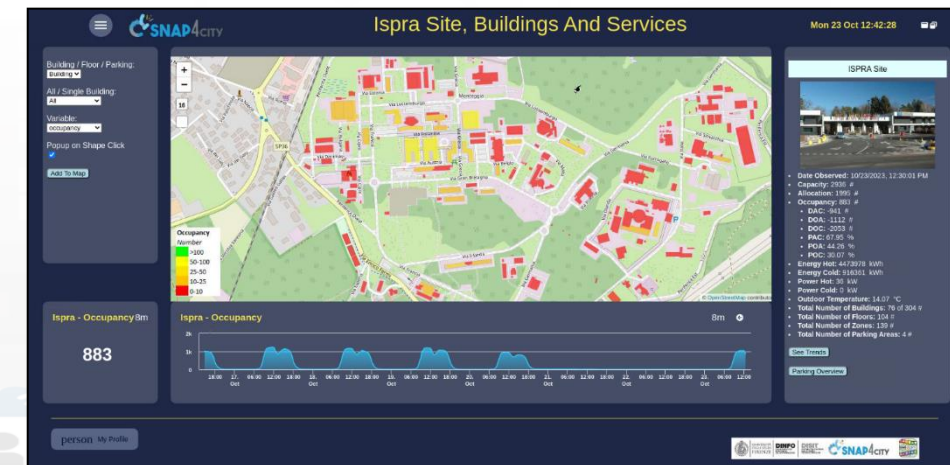 SNAP4CITY
Ispra Site, Buildings And Services
Mon 23 Oct 12:42:28
Building / Floor / Parking:
Building
All / Single Building:
All
Variable:
occupancy
Popup on Shape Click
Add To Map
+
−
16
SP36
P
Occupancy
Number
>100
50-100
25-50
10-25
0-10
© OpenStreetMap contributors
ISPRA Site
Date Observed: 10/23/2023, 12:30:01 PM
Capacity: 2936 #
Allocation: 1995 #
Occupancy: 883 #
DAC: -941 #
DOA: -1112 #
DOC: -2053 #
PAC: 67.95 %
POA: 44.26 %
POC: 30.07 %
Energy Hot: 4473978 kWh
Energy Cold: 916361 kWh
Power Hot: 36 kW
Power Cold: 0 kW
Outdoor Temperature: 14.07 °C
Total Number of Buildings: 76 of 304 #
Total Number of Floors: 104 #
Total Number of Zones: 139 #
Total Number of Parking Areas: 4 #
See Trends
Parking Overview
Ispra - Occupancy 8m
883
Ispra - Occupancy
8m
2k
1k
0
18:00 17. Oct 06:00 12:00 18:00 18. Oct 06:00 12:00 18:00 19. Oct 06:00 12:00 18:00 20. Oct 06:00 12:00 18:00 21. Oct 06:00 12:00 18:00 22. Oct 06:00 12:00 18:00 23. Oct 06:00 12:00
person My Profile
DINFO
DISIT
SNAP4CITY